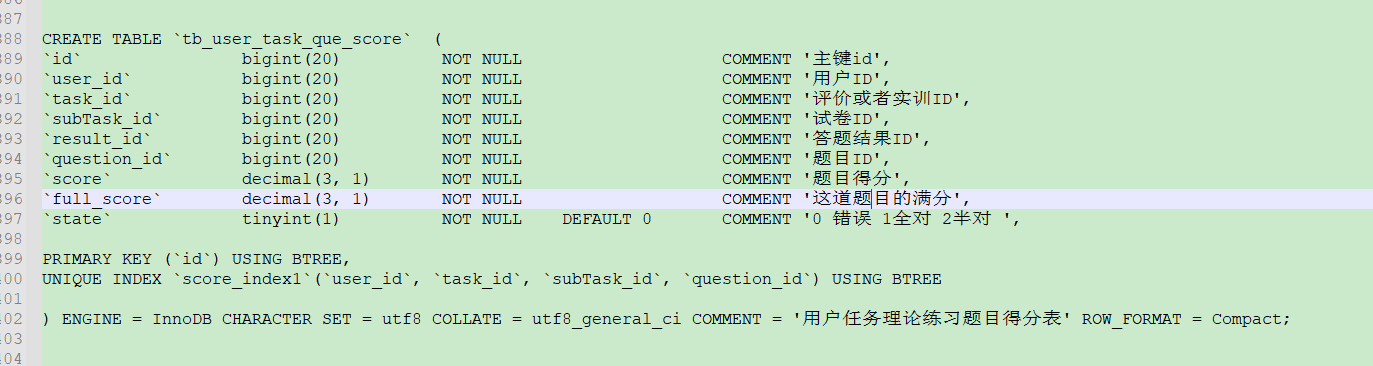 387
388 CREATE TABLE `tb_user_task_que_score` (
389 `id` bigint(20) NOT NULL COMMENT '主键id',
390 `user_id` bigint(20) NOT NULL COMMENT '用户ID',
391 `task_id` bigint(20) NOT NULL COMMENT '评价或者实训ID',
392 `subTask_id` bigint(20) NOT NULL COMMENT '试卷ID',
393 `result_id` bigint(20) NOT NULL COMMENT '答题结果ID',
394 `question_id` bigint(20) NOT NULL COMMENT '题目ID',
395 `score` decimal(3, 1) NOT NULL COMMENT '题目得分',
396 `full_score` decimal(3, 1) NOT NULL COMMENT '这道题目的满分',
397 `state` tinyint(1) NOT NULL DEFAULT 0 COMMENT '0 错误 1全对 2半对 ',
398
399 PRIMARY KEY (`id`) USING BTREE,
400 UNIQUE INDEX `score_index1`(`user_id`, `task_id`, `subTask_id`, `question_id`) USING BTREE
401
402 ) ENGINE = InnoDB CHARACTER SET = utf8 COLLATE = utf8_general_ci COMMENT = '用户任务理论练习题目得分表' ROW_FORMAT = Compact;
403
404